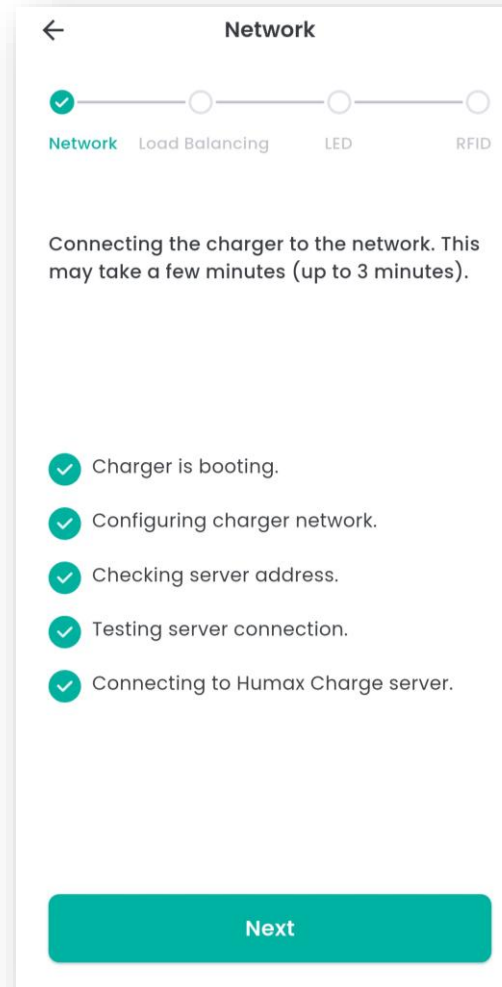 Network
Network Load Balancing LED RFID
Connecting the charger to the network. This
may take a few minutes (up to 3 minutes).
Charger is booting.
Configuring charger network.
Checking server address.
Testing server connection.
Connecting to Humax Charge server.
Next